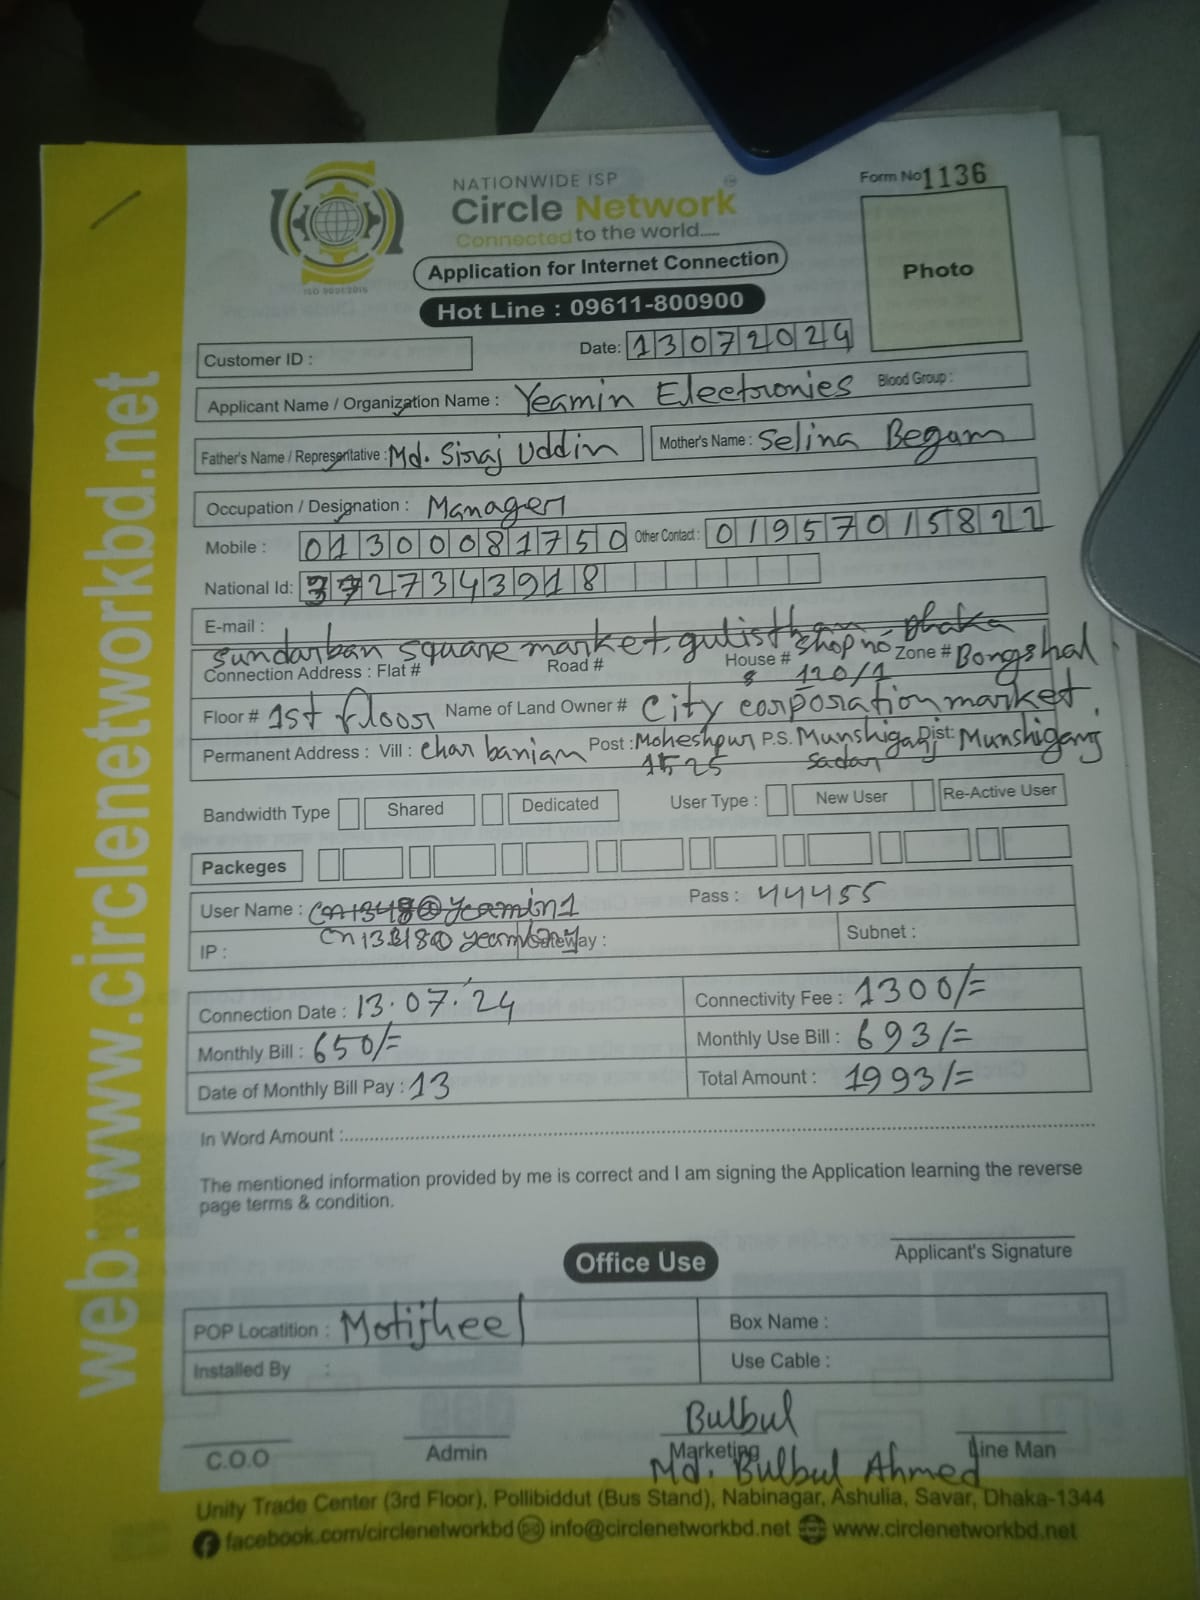 NATIONWIDE ISP
Circle Network
Connected to the world.....
ISO 9001:2015
Form No 1136
Photo
Application for Internet Connection
Hot Line : 09611-800900
Customer ID :
Date: 13072024
Applicant Name / Organization Name : Yeamin Electronies Blood Group :
Father's Name / Representative : Md. Siraj Uddin Mother's Name : Selina Begum
Occupation / Designation : Manager
Mobile : 01300081750 Other Contact : 01957015822
National Id: 27343918
E-mail :
sundarban square market, gulisthan shop no Dhaka
Connection Address : Flat # Road # House # 120/1 Zone # Bongshal
Floor # 1st floor Name of Land Owner # City corporation market,
Permanent Address : Vill : char baniam Post : Moheshpur P.S. Munshiganj Dist: Munshiganj
1525 sadar
Bandwidth Type Shared Dedicated User Type : New User Re-Active User
Packeges
User Name : @yeamin1 Pass : 44455
IP : Gateway : Subnet :
Connection Date : 13.07.'24 Connectivity Fee : 1300/=
Monthly Bill : 650/= Monthly Use Bill : 693/=
Date of Monthly Bill Pay : 13 Total Amount : 1993/=
In Word Amount :
The mentioned information provided by me is correct and I am signing the Application learning the reverse
page terms & condition.
Applicant's Signature
Office Use
POP Locatition : Motijheel Box Name :
Installed By : Use Cable :
Bulbul
C.O.O Admin Marketing Line Man
Md. Bulbul Ahmed
Unity Trade Center (3rd Floor), Pollibiddut (Bus Stand), Nabinagar, Ashulia, Savar, Dhaka-1344
facebook.com/circlenetworkbd info@circlenetworkbd.net www.circlenetworkbd.net
web: www.circlenetworkbd.net